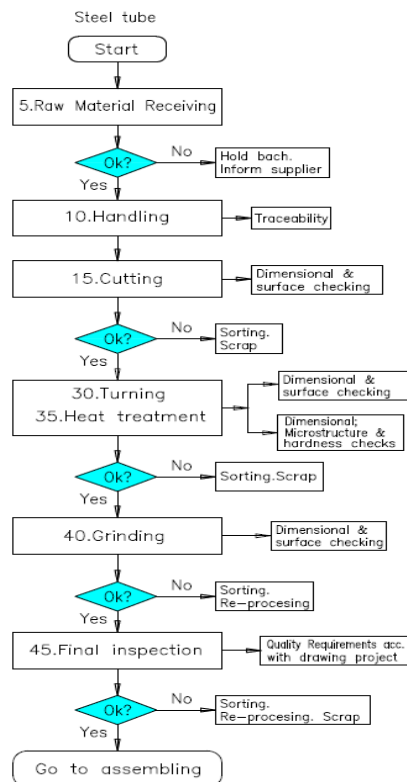 Steel tube
Start
5.Raw Material Receiving
Ok?
No
Hold bach.
Inform supplier
Yes
10.Handling
Traceability
15.Cutting
Dimensional &
surface checking
Ok?
No
Sorting.
Scrap
Yes
30.Turning
35.Heat treatment
Dimensional &
surface checking
Dimensional;
Microstructure &
hardness checks
Ok?
No
Sorting.Scrap
Yes
40.Grinding
Dimensional &
surface checking
Ok?
No
Sorting.
Re-procesing
Yes
45.Final inspection
Quality Requirements acc.
with drawing project
Ok?
No
Sorting.
Re-procesing. Scrap
Yes
Go to assembling